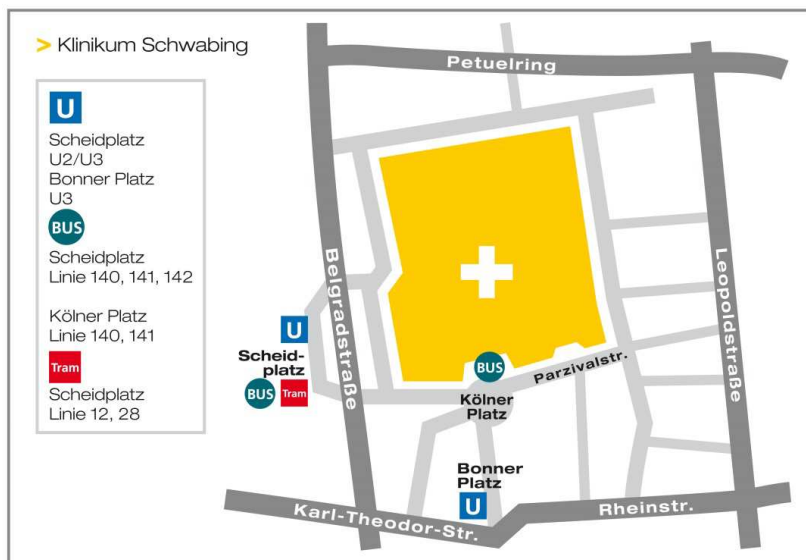 > Klinikum Schwabing
U
Scheidplatz
U2/U3
Bonner Platz
U3
BUS
Scheidplatz
Linie 140, 141, 142
Kölner Platz
Linie 140, 141
Tram
Scheidplatz
Linie 12, 28
Petuelring
Belgradstraße
Leopoldstraße
U
Scheid-
platz
BUS Tram
BUS
Kölner
Platz
Parzivalstr.
Bonner
Platz
U
Karl-Theodor-Str.
Rheinstr.